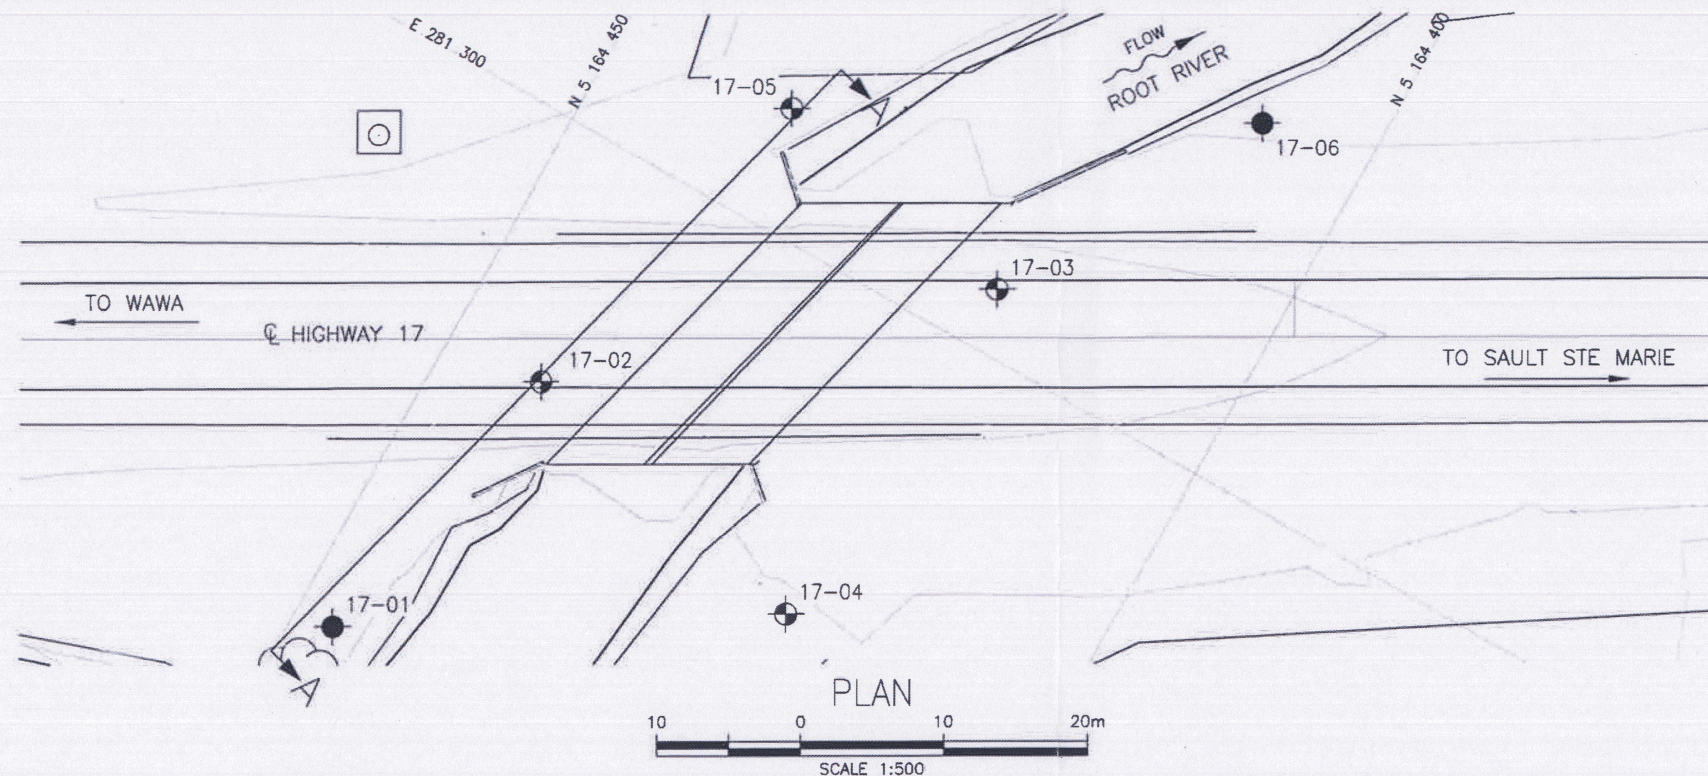 E 281 300
N 5 164 450
FLOW
ROOT RIVER
N 5 164 400
17-05
17-06
17-03
TO WAWA
℄ HIGHWAY 17
17-02
TO SAULT STE MARIE
17-01
17-04
A
A
PLAN
10 0 10 20m
SCALE 1:500